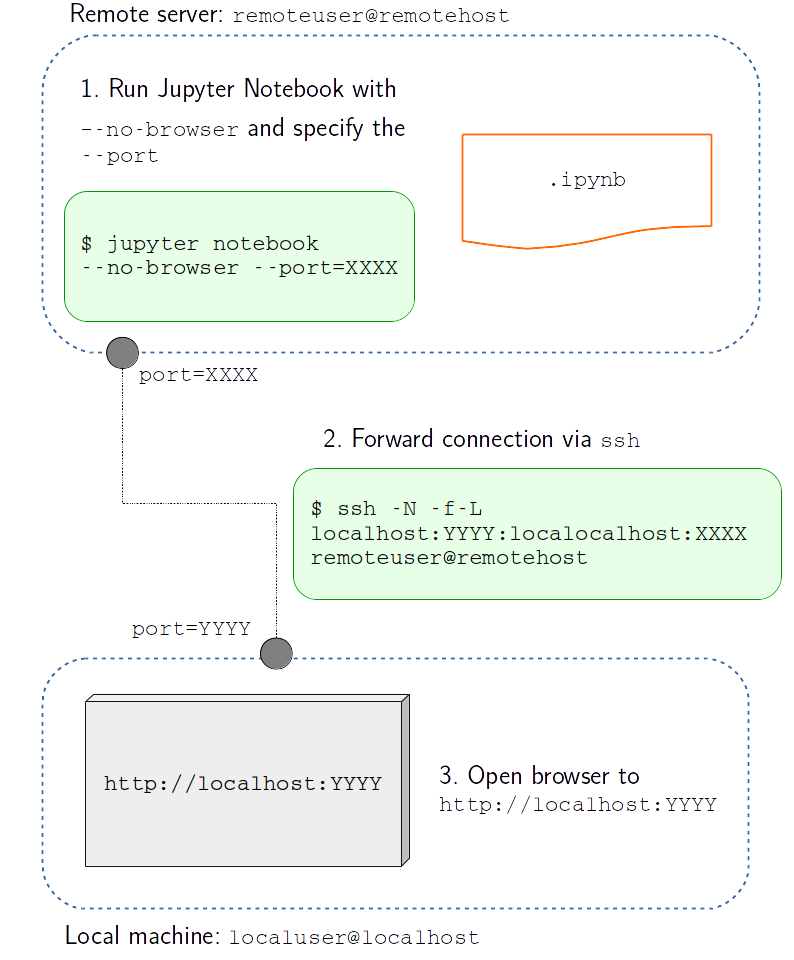 Remote server: remoteuser@remotehost
1. Run Jupyter Notebook with
--no-browser and specify the
--port
.ipynb
$ jupyter notebook
--no-browser --port=XXXX
port=XXXX
2. Forward connection via ssh
$ ssh -N -f-L
localhost:YYYY:localocalhost:XXXX
remoteuser@remotehost
port=YYYY
http://localhost:YYYY
3. Open browser to
http://localhost:YYYY
Local machine: localuser@localhost